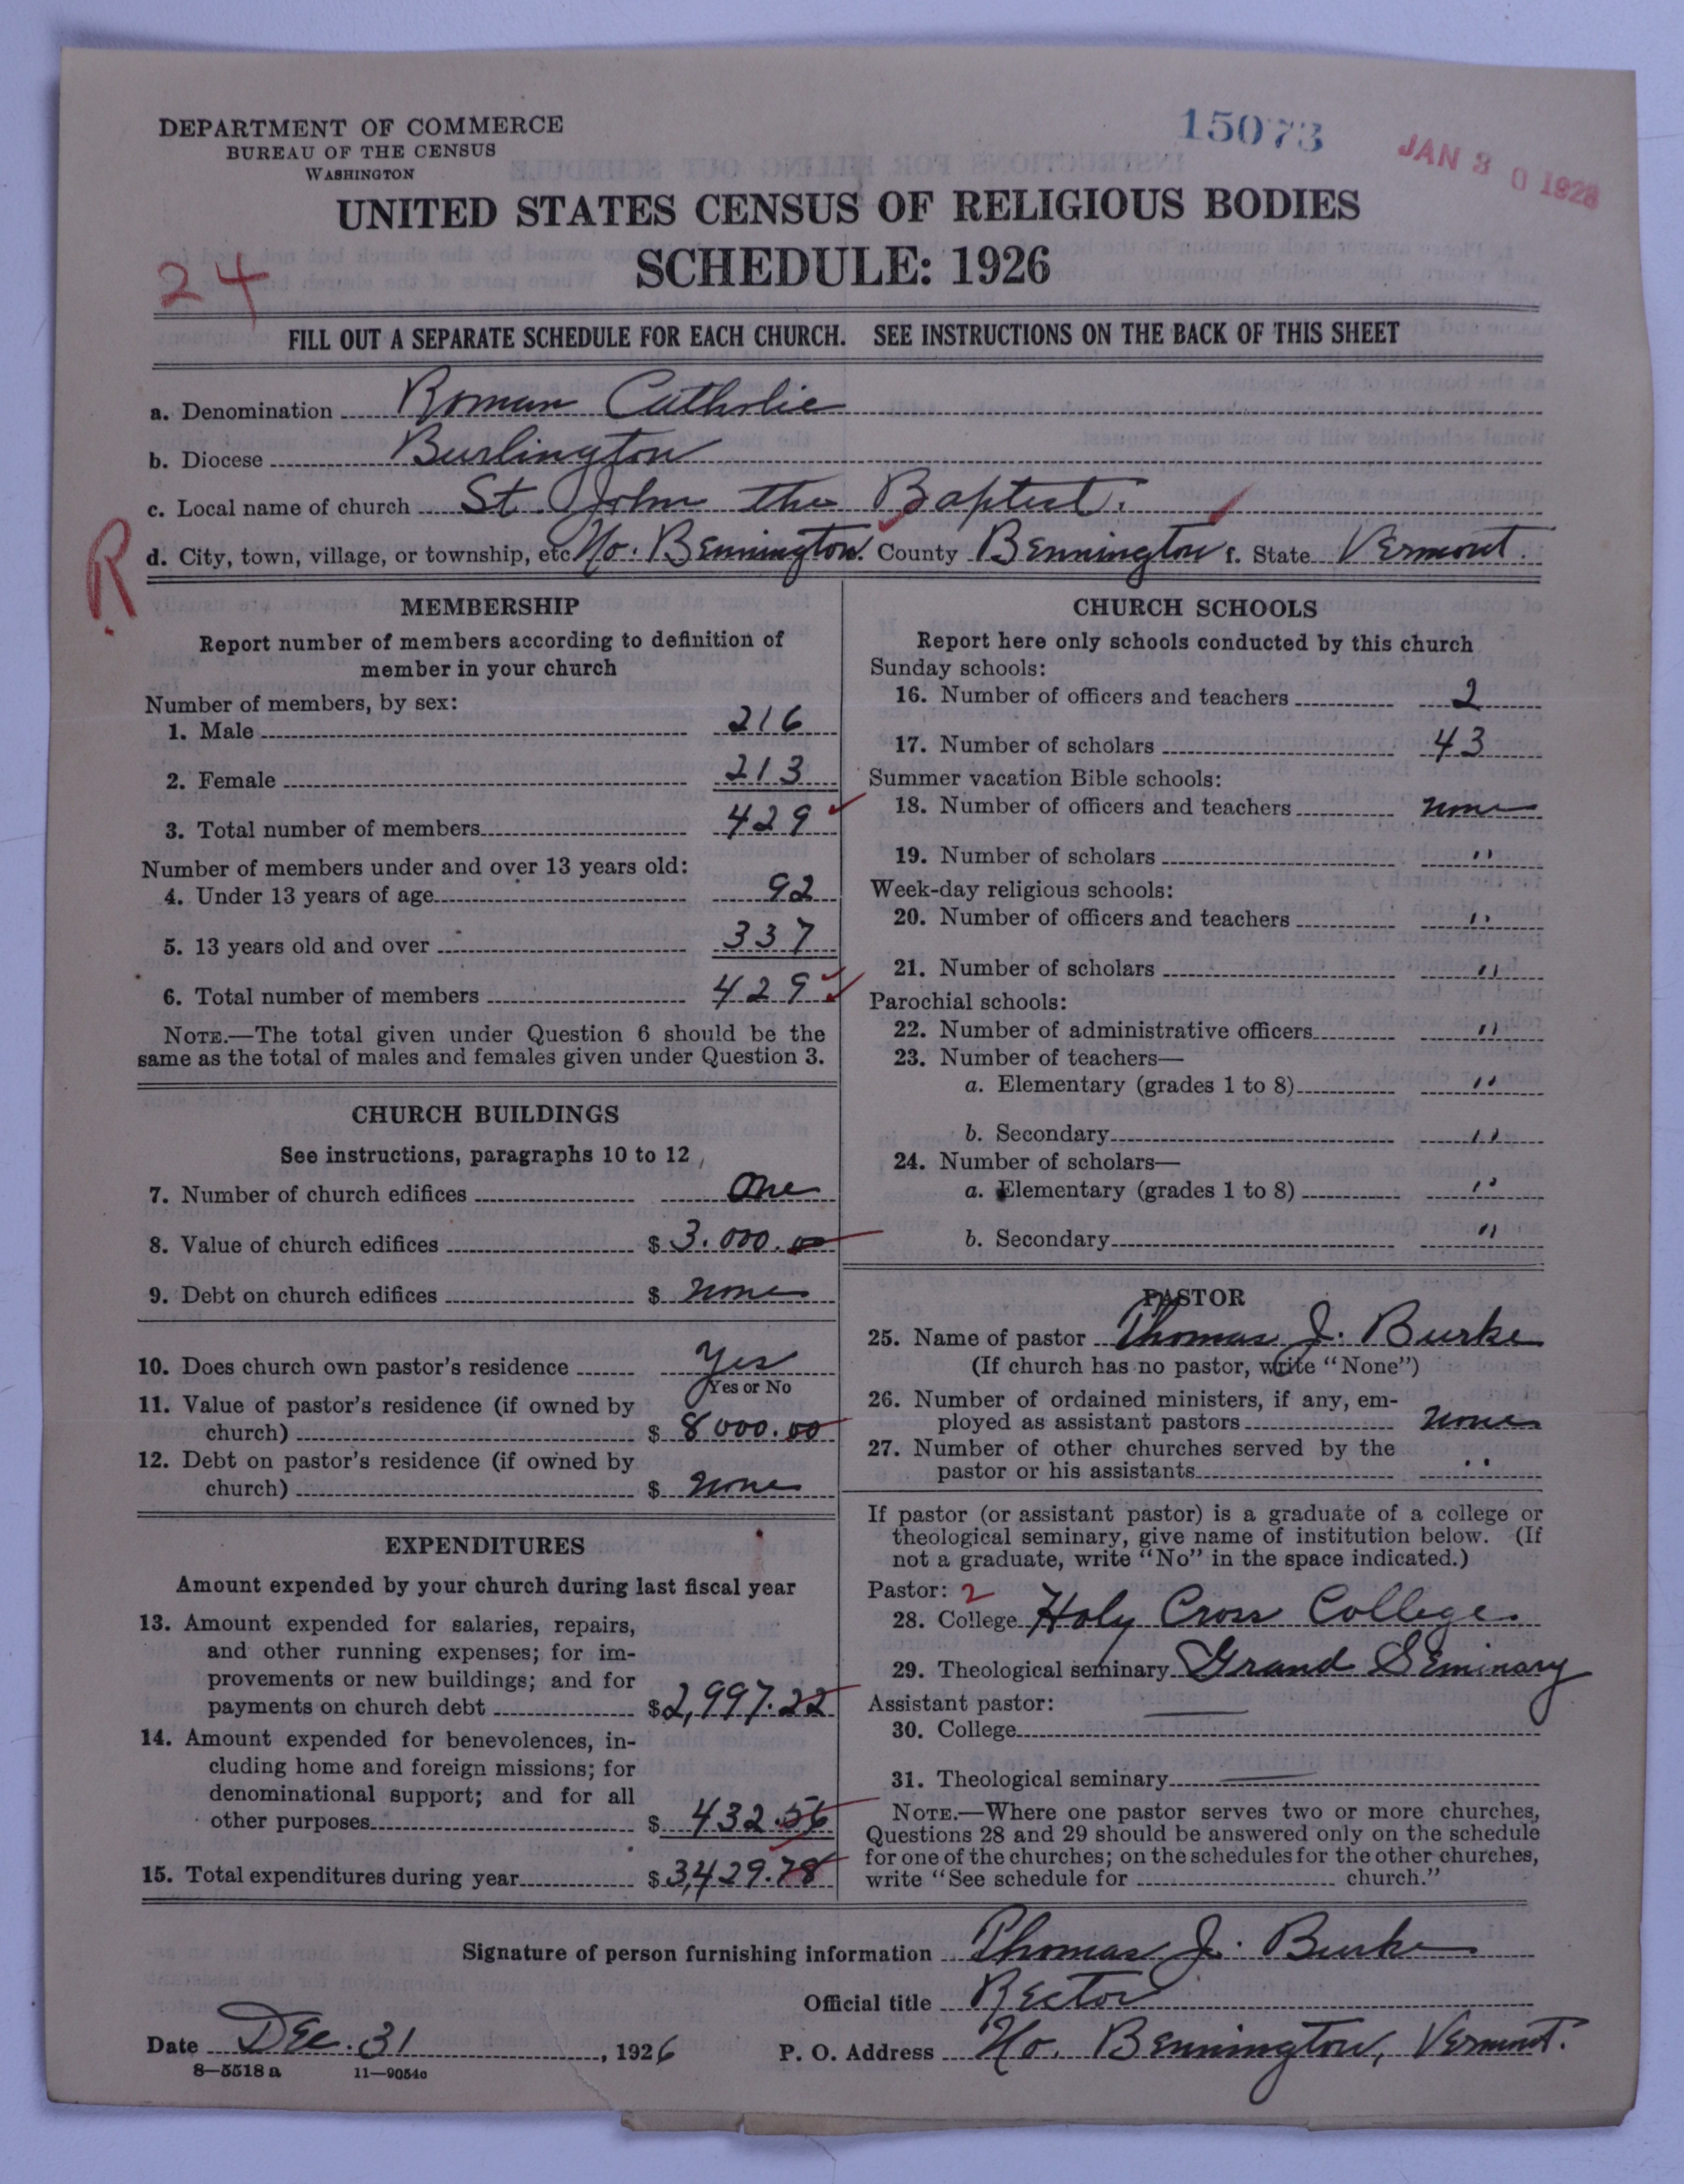 DEPARTMENT OF COMMERCE
BUREAU OF THE CENSUS
WASHINGTON
15073
JAN 30 1928
UNITED STATES CENSUS OF RELIGIOUS BODIES
SCHEDULE: 1926
24
FILL OUT A SEPARATE SCHEDULE FOR EACH CHURCH. SEE INSTRUCTIONS ON THE BACK OF THIS SHEET
a. Denomination Roman Catholic
b. Diocese Burlington
c. Local name of church St. John the Baptist.
R
d. City, town, village, or township, etc. No. Bennington. County Bennington f. State Vermont.
MEMBERSHIP
Report number of members according to definition of
member in your church
Number of members, by sex:
1. Male 216
2. Female 213
3. Total number of members 429
Number of members under and over 13 years old:
4. Under 13 years of age 92
5. 13 years old and over 337
6. Total number of members 429
NOTE.—The total given under Question 6 should be the
same as the total of males and females given under Question 3.
CHURCH BUILDINGS
See instructions, paragraphs 10 to 12
7. Number of church edifices One
8. Value of church edifices $ 3.000.00
9. Debt on church edifices $ none
10. Does church own pastor's residence Yes
Yes or No
11. Value of pastor's residence (if owned by
church) $ 8000.00
12. Debt on pastor's residence (if owned by
church) $ none
EXPENDITURES
Amount expended by your church during last fiscal year
13. Amount expended for salaries, repairs,
and other running expenses; for im-
provements or new buildings; and for
payments on church debt $2,997.22
14. Amount expended for benevolences, in-
cluding home and foreign missions; for
denominational support; and for all
other purposes $ 432.56
15. Total expenditures during year $3,429.78
CHURCH SCHOOLS
Report here only schools conducted by this church
Sunday schools:
16. Number of officers and teachers 2
17. Number of scholars 43
Summer vacation Bible schools:
18. Number of officers and teachers none
19. Number of scholars "
Week-day religious schools:
20. Number of officers and teachers "
21. Number of scholars "
Parochial schools:
22. Number of administrative officers "
23. Number of teachers—
a. Elementary (grades 1 to 8) "
b. Secondary "
24. Number of scholars—
a. Elementary (grades 1 to 8) "
b. Secondary "
PASTOR
25. Name of pastor Thomas J. Burke
(If church has no pastor, write "None")
26. Number of ordained ministers, if any, em-
ployed as assistant pastors none
27. Number of other churches served by the
pastor or his assistants "
If pastor (or assistant pastor) is a graduate of a college or
theological seminary, give name of institution below. (If
not a graduate, write "No" in the space indicated.)
Pastor: 2
28. College Holy Cross College.
29. Theological seminary Grand Seminary
Assistant pastor:
30. College
31. Theological seminary
NOTE.—Where one pastor serves two or more churches,
Questions 28 and 29 should be answered only on the schedule
for one of the churches; on the schedules for the other churches,
write "See schedule for church."
Signature of person furnishing information Thomas J. Burke
Official title Rector
Date Dec. 31, 1926 P. O. Address No. Bennington, Vermont.
8—5518 a 11—9054c